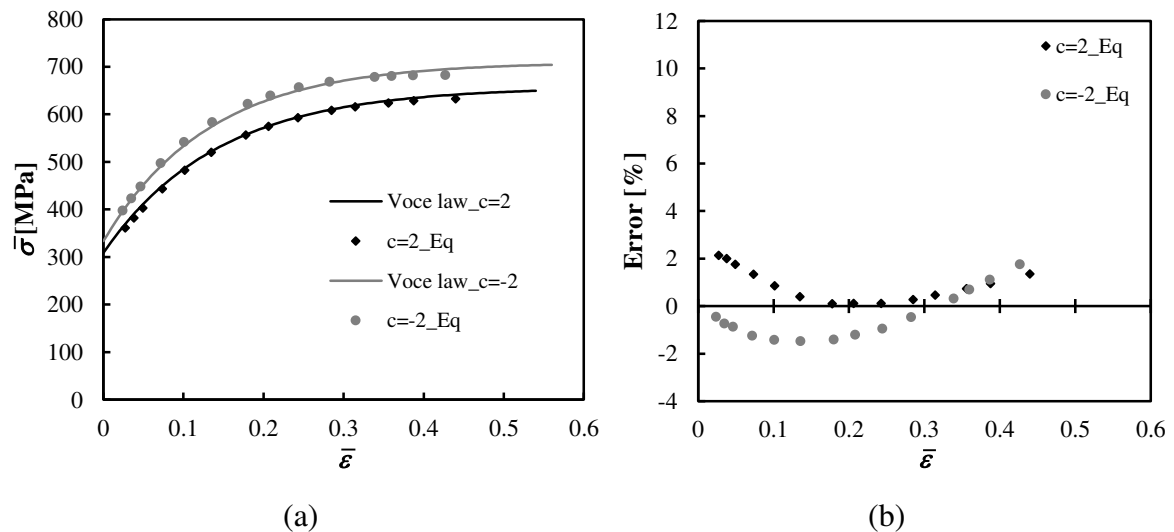 800
700
600
500
400
300
200
100
0
σ̄ [MPa]
0 0.1 0.2 0.3 0.4 0.5 0.6
ε̄
Voce law_c=2
c=2_Eq
Voce law_c=-2
c=-2_Eq
(a)
12
10
8
6
4
2
0
-2
-4
Error [%]
0 0.1 0.2 0.3 0.4 0.5 0.6
ε̄
c=2_Eq
c=-2_Eq
(b)